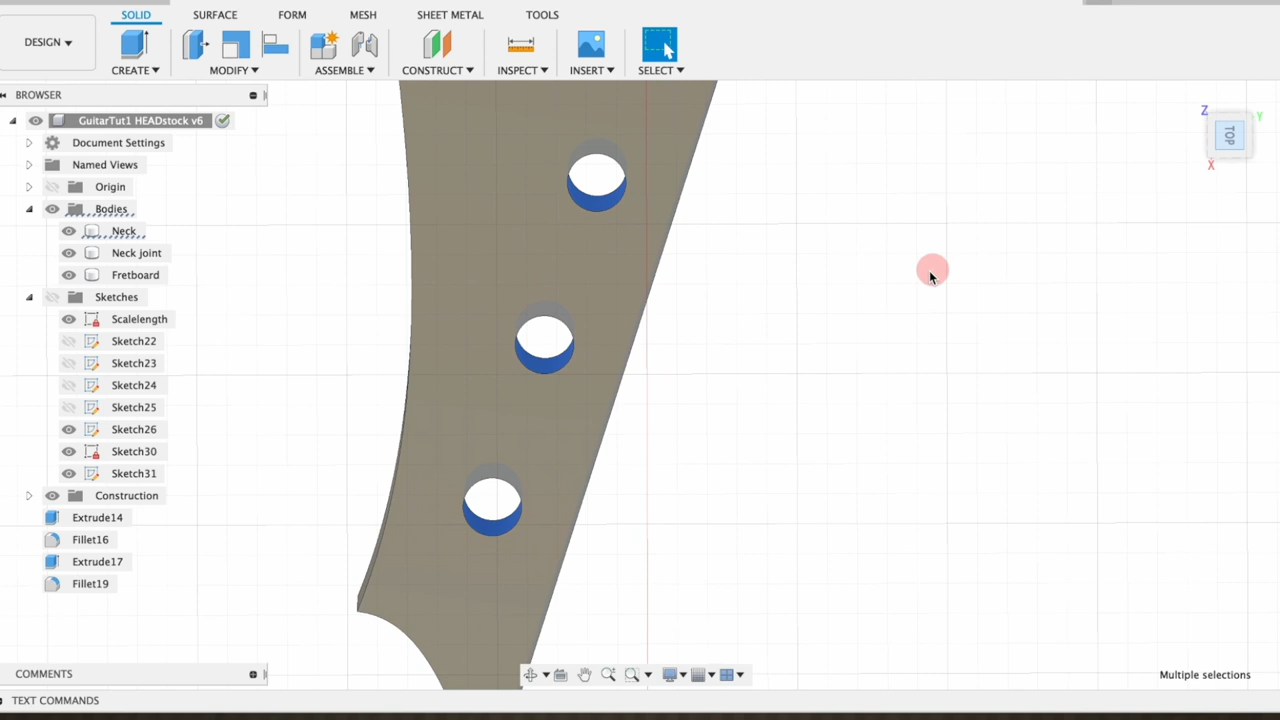 SOLID SURFACE FORM MESH SHEET METAL TOOLS
DESIGN
CREATE MODIFY ASSEMBLE CONSTRUCT INSPECT INSERT SELECT
BROWSER
GuitarTut1 HEADstock v6
Document Settings
Named Views
Origin
Bodies
Neck
Neck joint
Fretboard
Sketches
Scalelength
Sketch22
Sketch23
Sketch24
Sketch25
Sketch26
Sketch30
Sketch31
Construction
Extrude14
Fillet16
Extrude17
Fillet19
Z
Y
TOP
X
COMMENTS
Multiple selections
TEXT COMMANDS